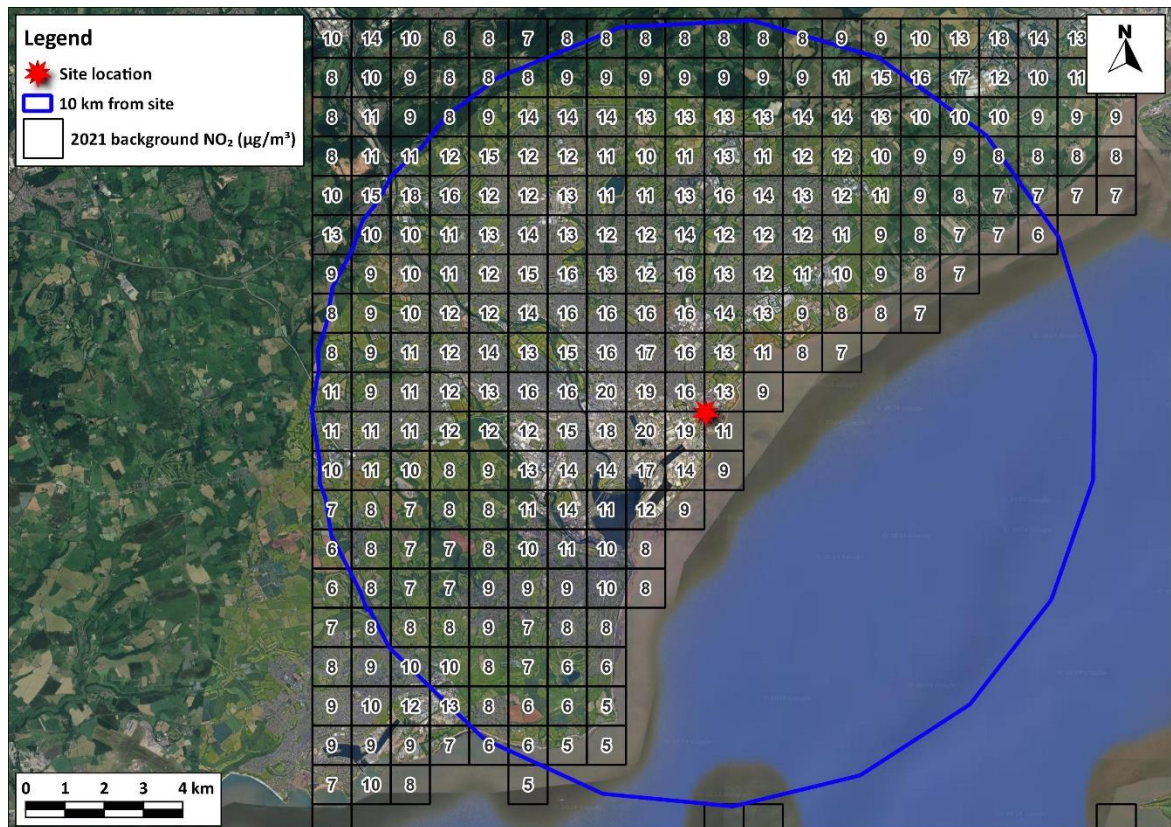 Legend
Site location
10 km from site
2021 background NO₂ (µg/m³)
N
10 14 10 8 8 7 8 8 8 8 8 8 8 9 9 10 13 18 14 13
8 10 9 8 8 8 9 9 9 9 9 9 9 11 15 16 17 12 10 11
8 11 9 8 9 14 14 14 13 13 13 13 14 14 13 10 10 10 9 9 9
8 11 11 12 15 12 12 11 10 11 13 11 12 12 10 9 9 8 8 8 8
10 15 18 16 12 12 13 11 11 13 16 14 13 12 11 9 8 7 7 7 7
13 10 10 11 13 14 13 12 12 14 12 12 12 11 9 8 7 7 6
9 9 10 11 12 15 16 13 12 16 13 12 11 10 9 8 7
8 9 10 12 12 14 16 16 16 16 14 13 9 8 8 7
8 9 11 12 14 13 15 16 17 16 13 11 8 7
11 9 11 12 13 16 16 20 19 16 13 9
11 11 11 12 12 12 15 18 20 19 11
10 11 10 8 9 13 14 14 17 14 9
7 8 7 8 8 11 14 11 12 9
6 8 7 7 8 10 11 10 8
6 8 7 7 9 9 9 10 8
7 8 8 8 9 7 8 8
8 9 10 10 8 7 6 6
9 10 12 13 8 6 6 5
9 9 9 7 6 6 5 5
7 10 8 5
0 1 2 3 4 km